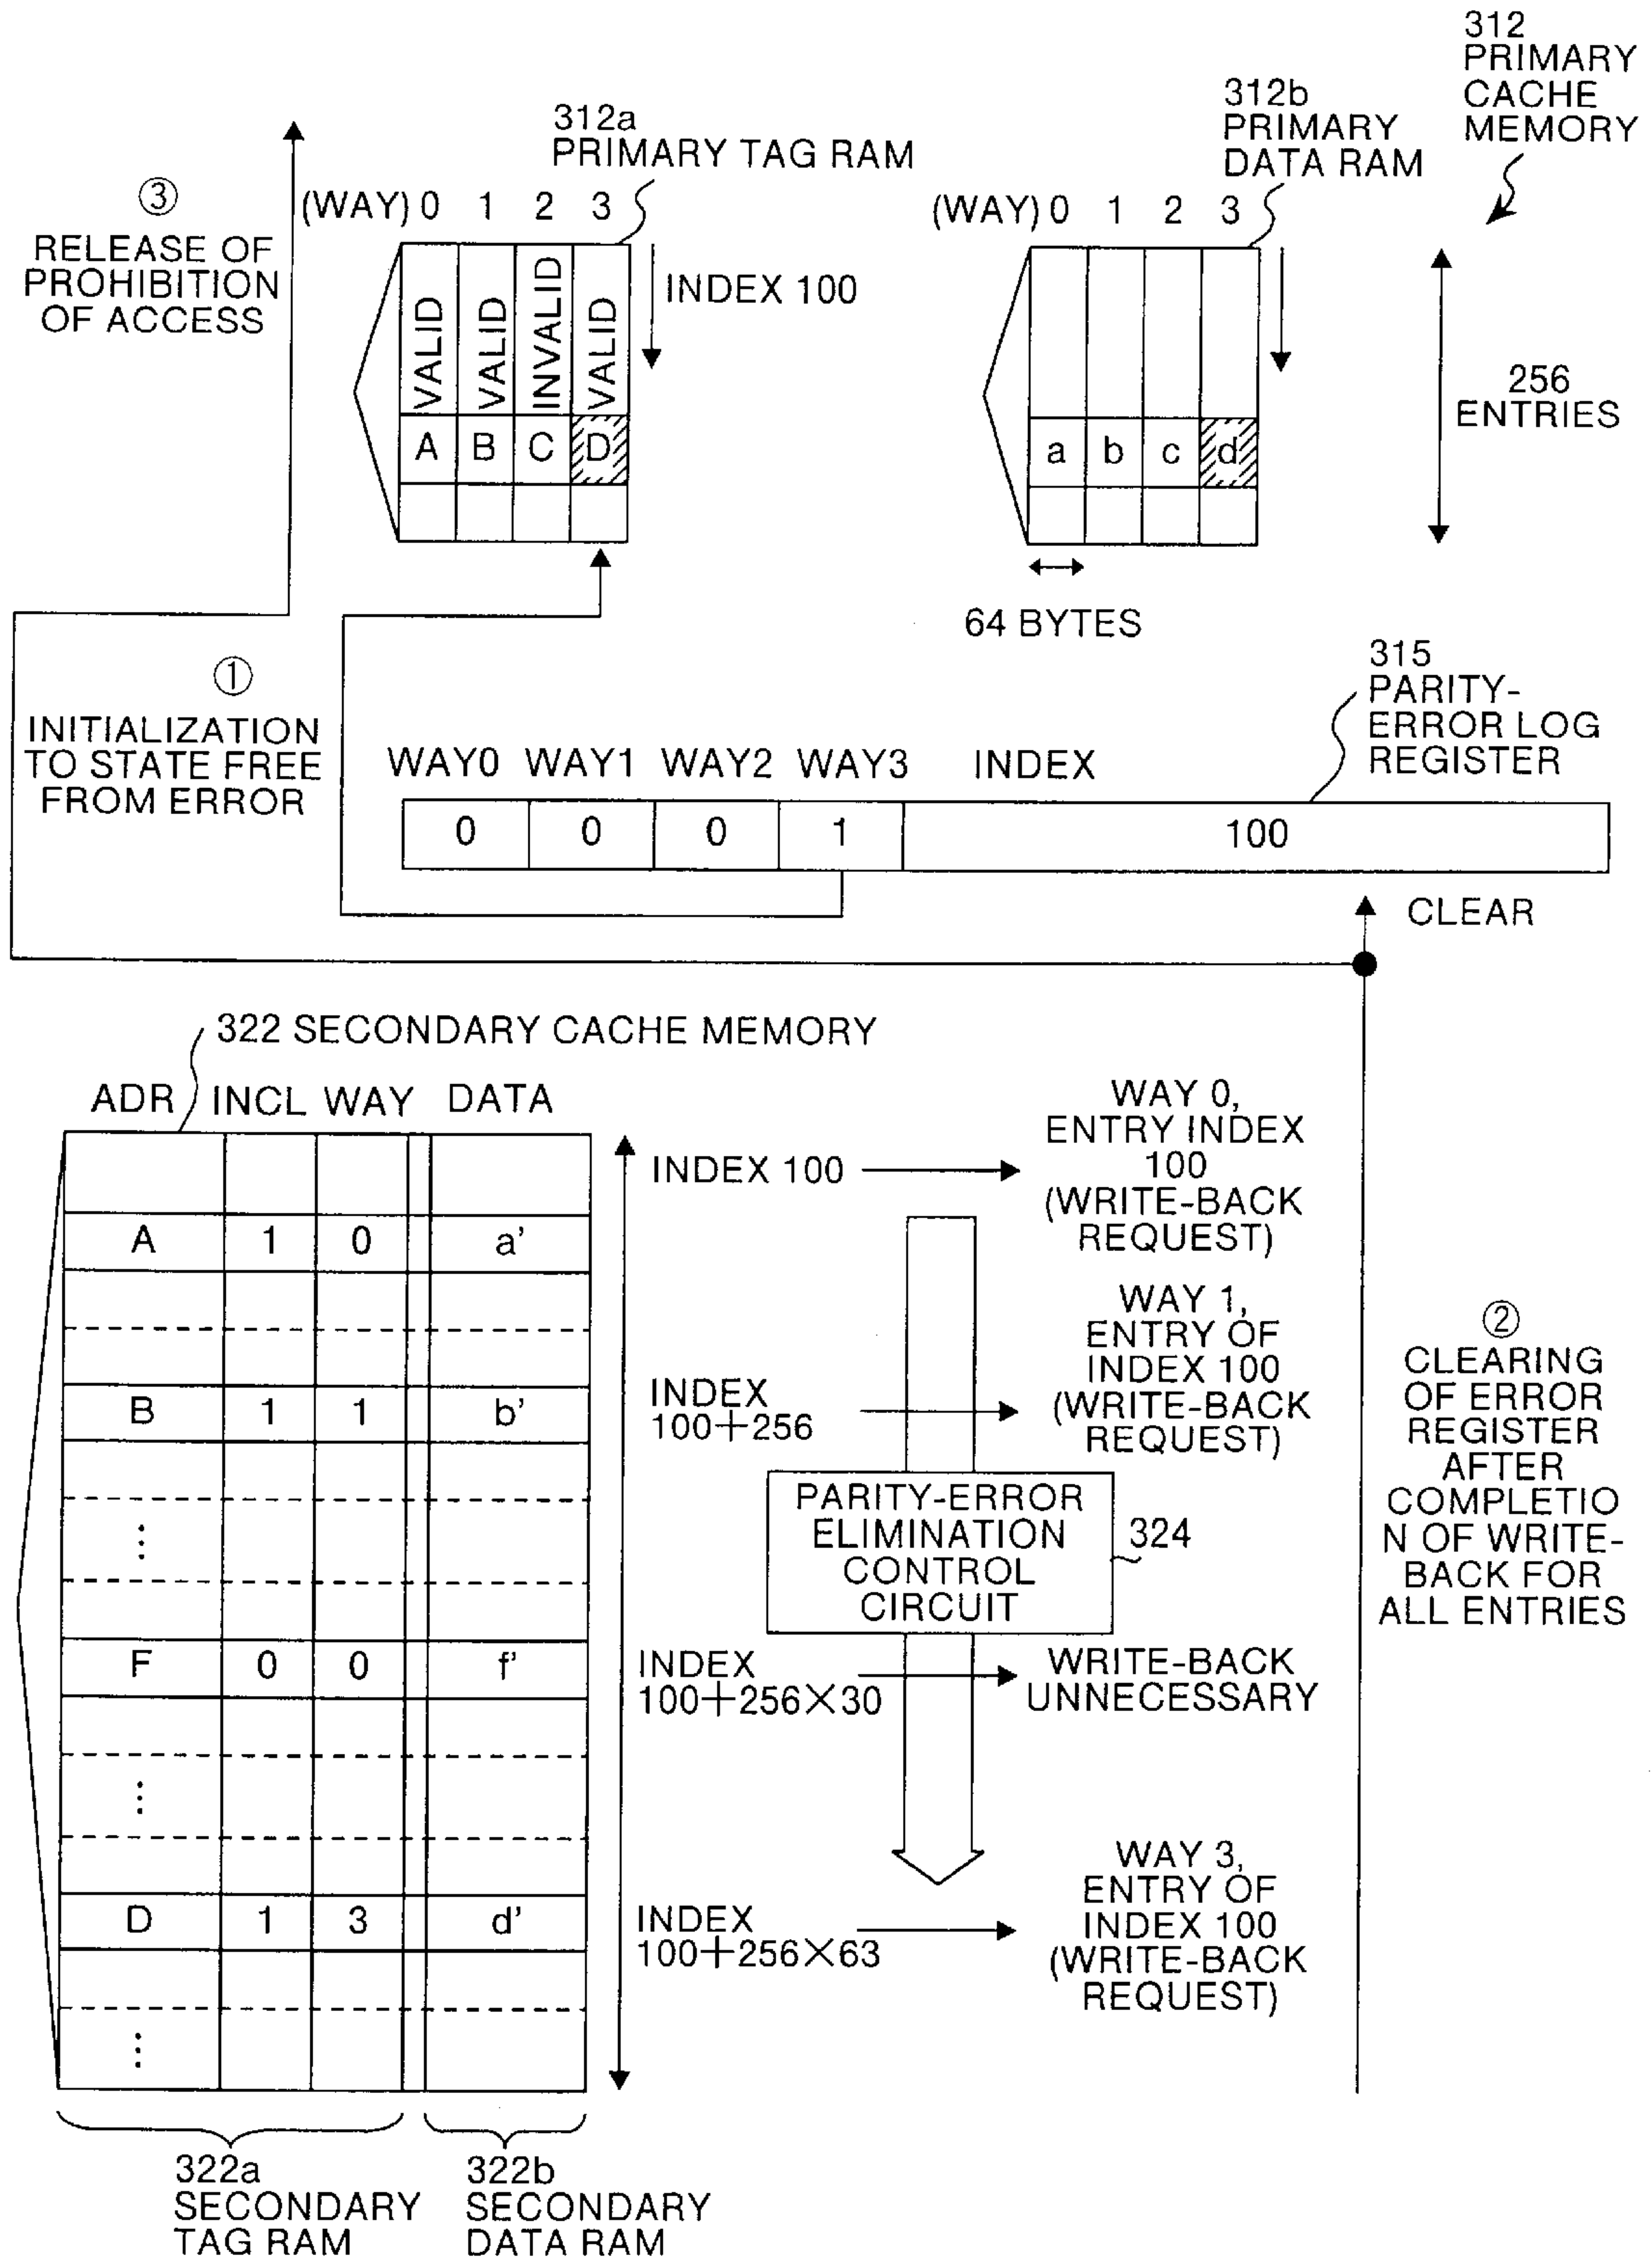 312
PRIMARY
CACHE
MEMORY
312a
PRIMARY TAG RAM
312b
PRIMARY
DATA RAM
③
RELEASE OF
PROHIBITION
OF ACCESS
(WAY) 0 1 2 3
(WAY) 0 1 2 3
VALID VALID INVALID VALID
INDEX 100
256
ENTRIES
A B C D
a b c d
64 BYTES
①
INITIALIZATION
TO STATE FREE
FROM ERROR
315
PARITY-
ERROR LOG
REGISTER
WAY0 WAY1 WAY2 WAY3 INDEX
0 0 0 1 100
CLEAR
322 SECONDARY CACHE MEMORY
ADR INCL WAY DATA
A 1 0 a'
B 1 1 b'
⋮
F 0 0 f'
⋮
D 1 3 d'
⋮
INDEX 100
WAY 0,
ENTRY INDEX
100
(WRITE-BACK
REQUEST)
INDEX
100+256
WAY 1,
ENTRY OF
INDEX 100
(WRITE-BACK
REQUEST)
PARITY-ERROR
ELIMINATION
CONTROL
CIRCUIT
324
INDEX
100+256×30
WRITE-BACK
UNNECESSARY
INDEX
100+256×63
WAY 3,
ENTRY OF
INDEX 100
(WRITE-BACK
REQUEST)
②
CLEARING
OF ERROR
REGISTER
AFTER
COMPLETIO
N OF WRITE-
BACK FOR
ALL ENTRIES
322a
SECONDARY
TAG RAM
322b
SECONDARY
DATA RAM